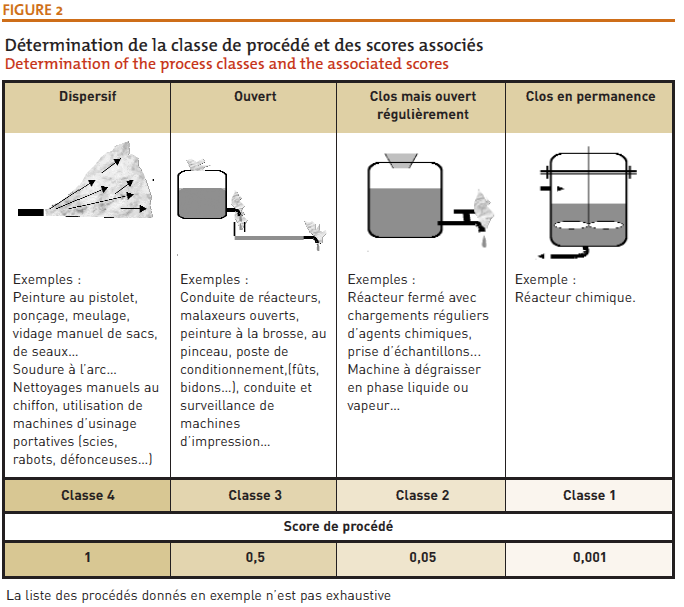 FIGURE 2
Détermination de la classe de procédé et des scores associés
Determination of the process classes and the associated scores
Dispersif
Ouvert
Clos mais ouvert
régulièrement
Clos en permanence
Exemples :
Peinture au pistolet,
ponçage, meulage,
vidage manuel de sacs,
de seaux…
Soudure à l'arc…
Nettoyages manuels au
chiffon, utilisation de
machines d'usinage
portatives (scies,
rabots, défonceuses…)
Exemples :
Conduite de réacteurs,
malaxeurs ouverts,
peinture à la brosse, au
pinceau, poste de
conditionnement,(fûts,
bidons…), conduite et
surveillance de
machines
d'impression…
Exemples :
Réacteur fermé avec
chargements réguliers
d'agents chimiques,
prise d'échantillons…
Machine à dégraisser
en phase liquide ou
vapeur…
Exemple :
Réacteur chimique.
Classe 4
Classe 3
Classe 2
Classe 1
Score de procédé
1
0,5
0,05
0,001
La liste des procédés donnés en exemple n'est pas exhaustive